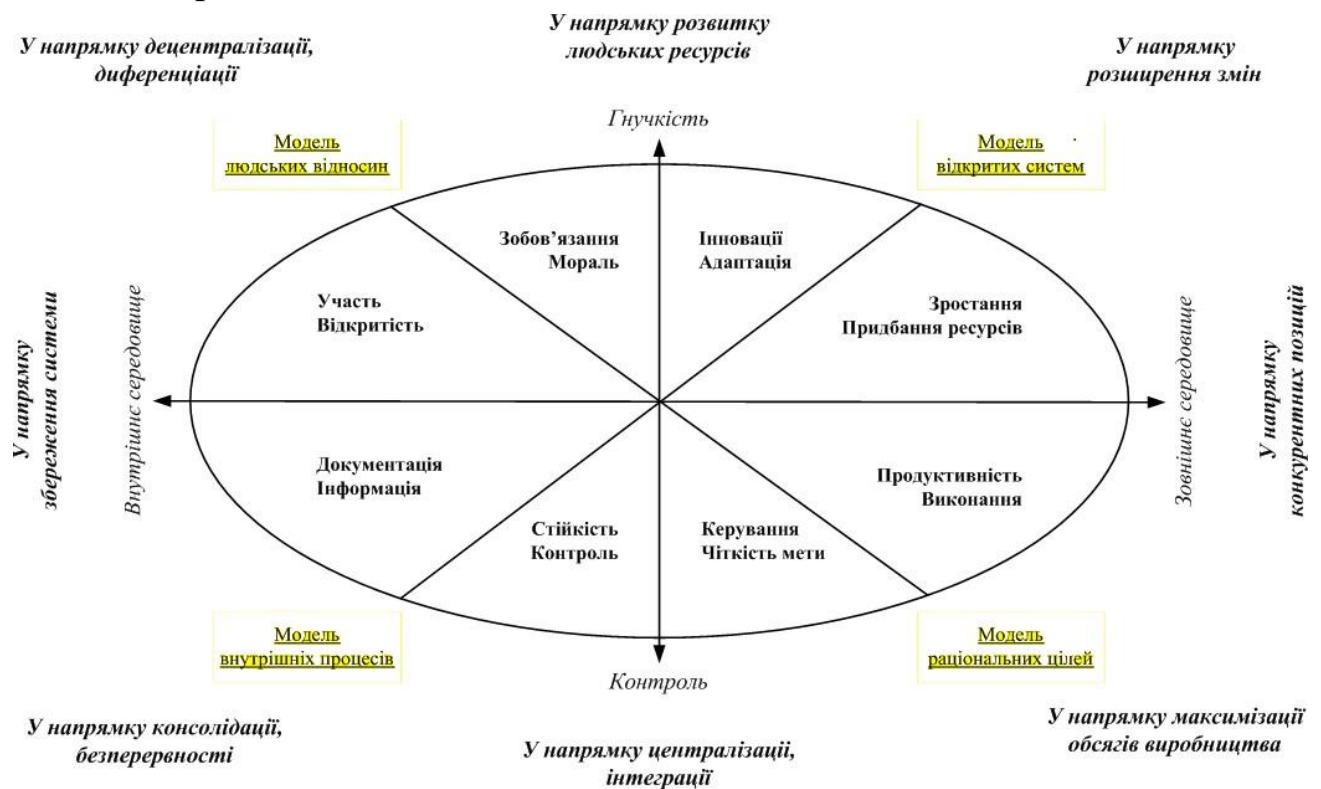 У напрямку децентралізації,
диференціації
У напрямку розвитку
людських ресурсів
У напрямку
розширення змін
Гнучкість
Модель
людських відносин
Модель
відкритих систем
Зобов’язання
Мораль
Інновації
Адаптація
Участь
Відкритість
Зростання
Придбання ресурсів
У напрямку
збереження системи
Внутрішнє середовище
Зовнішнє середовище
У напрямку
конкурентних позицій
Документація
Інформація
Стійкість
Контроль
Керування
Чіткість мети
Продуктивність
Виконання
Модель
внутрішніх процесів
Модель
раціональних цілей
Контроль
У напрямку консолідації,
безперервності
У напрямку централізації,
інтеграції
У напрямку максимізації
обсягів виробництва